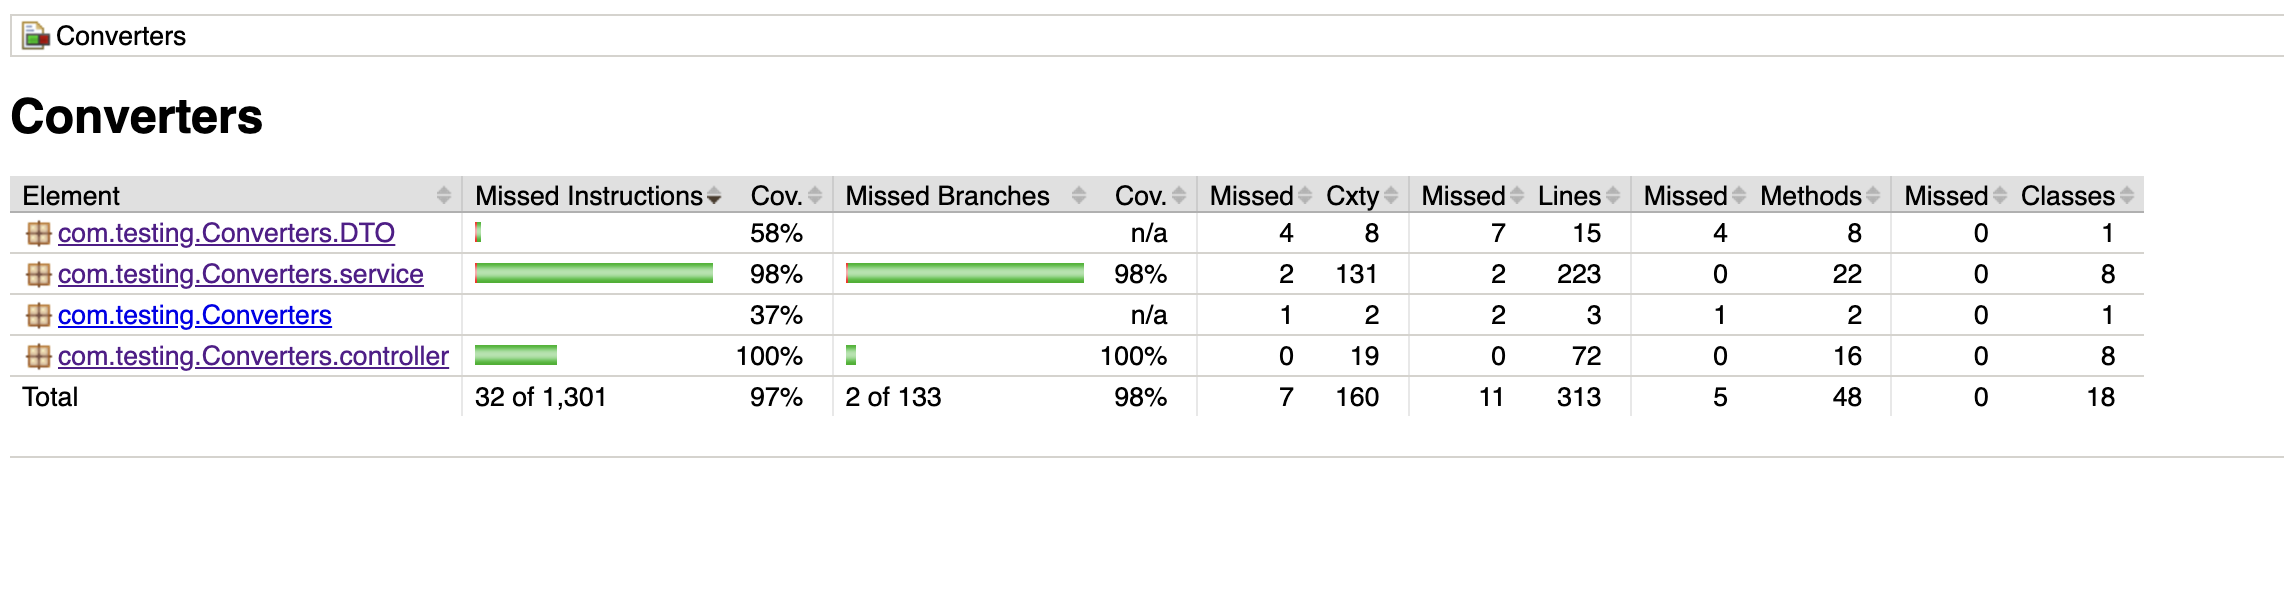 Converters
Converters
Element Missed Instructions Cov. Missed Branches Cov. Missed Cxty Missed Lines Missed Methods Missed Classes
com.testing.Converters.DTO 58% n/a 4 8 7 15 4 8 0 1
com.testing.Converters.service 98% 98% 2 131 2 223 0 22 0 8
com.testing.Converters 37% n/a 1 2 2 3 1 2 0 1
com.testing.Converters.controller 100% 100% 0 19 0 72 0 16 0 8
Total 32 of 1,301 97% 2 of 133 98% 7 160 11 313 5 48 0 18